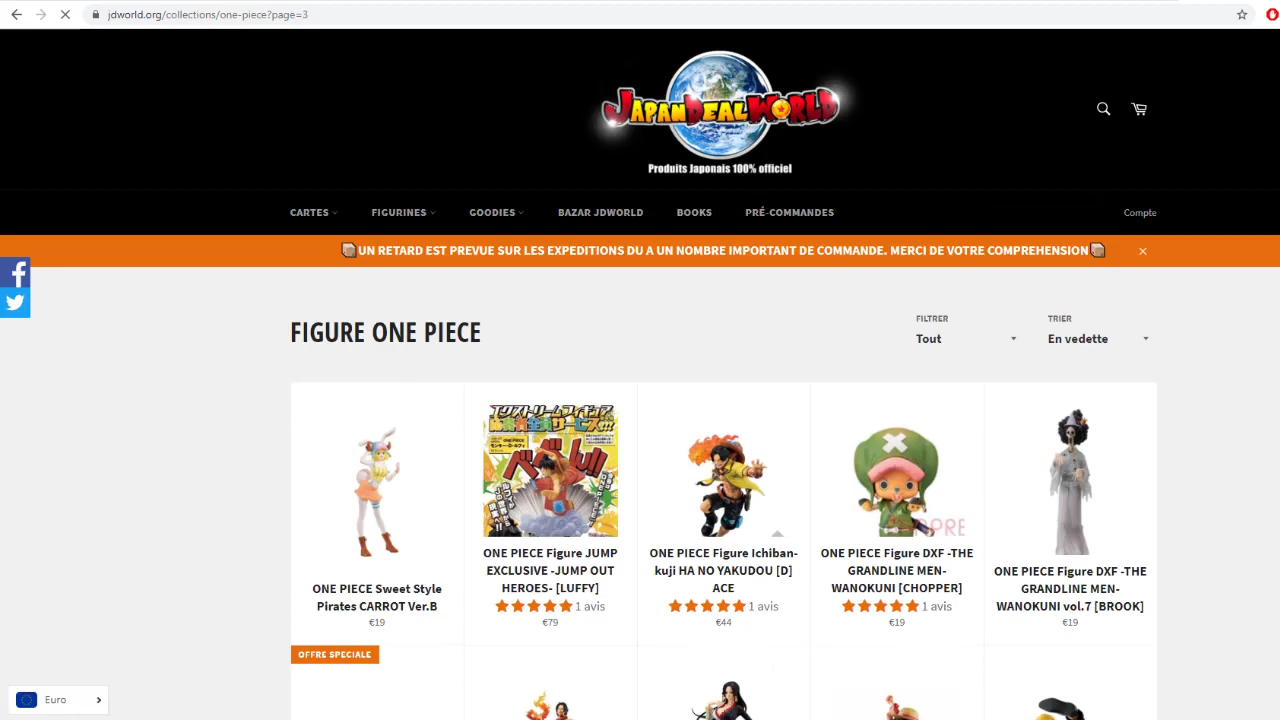 jdworld.org/collections/one-piece?page=3
JAPANDEALWORLD
Produits Japonais 100% officiel
CARTES FIGURINES GOODIES BAZAR JDWORLD BOOKS PRÉ-COMMANDES Compte
UN RETARD EST PREVUE SUR LES EXPEDITIONS DU A UN NOMBRE IMPORTANT DE COMMANDE. MERCI DE VOTRE COMPREHENSION
FILTRER TRIER
FIGURE ONE PIECE Tout En vedette
ONE PIECE Sweet Style
Pirates CARROT Ver.B
€19
ONE PIECE Figure JUMP
EXCLUSIVE -JUMP OUT
HEROES- [LUFFY]
1 avis
€79
ONE PIECE Figure Ichiban-
kuji HA NO YAKUDOU [D]
ACE
1 avis
€44
ONE PIECE Figure DXF -THE
GRANDLINE MEN-
WANOKUNI [CHOPPER]
1 avis
€19
ONE PIECE Figure DXF -THE
GRANDLINE MEN-
WANOKUNI vol.7 [BROOK]
€19
OFFRE SPECIALE
Euro